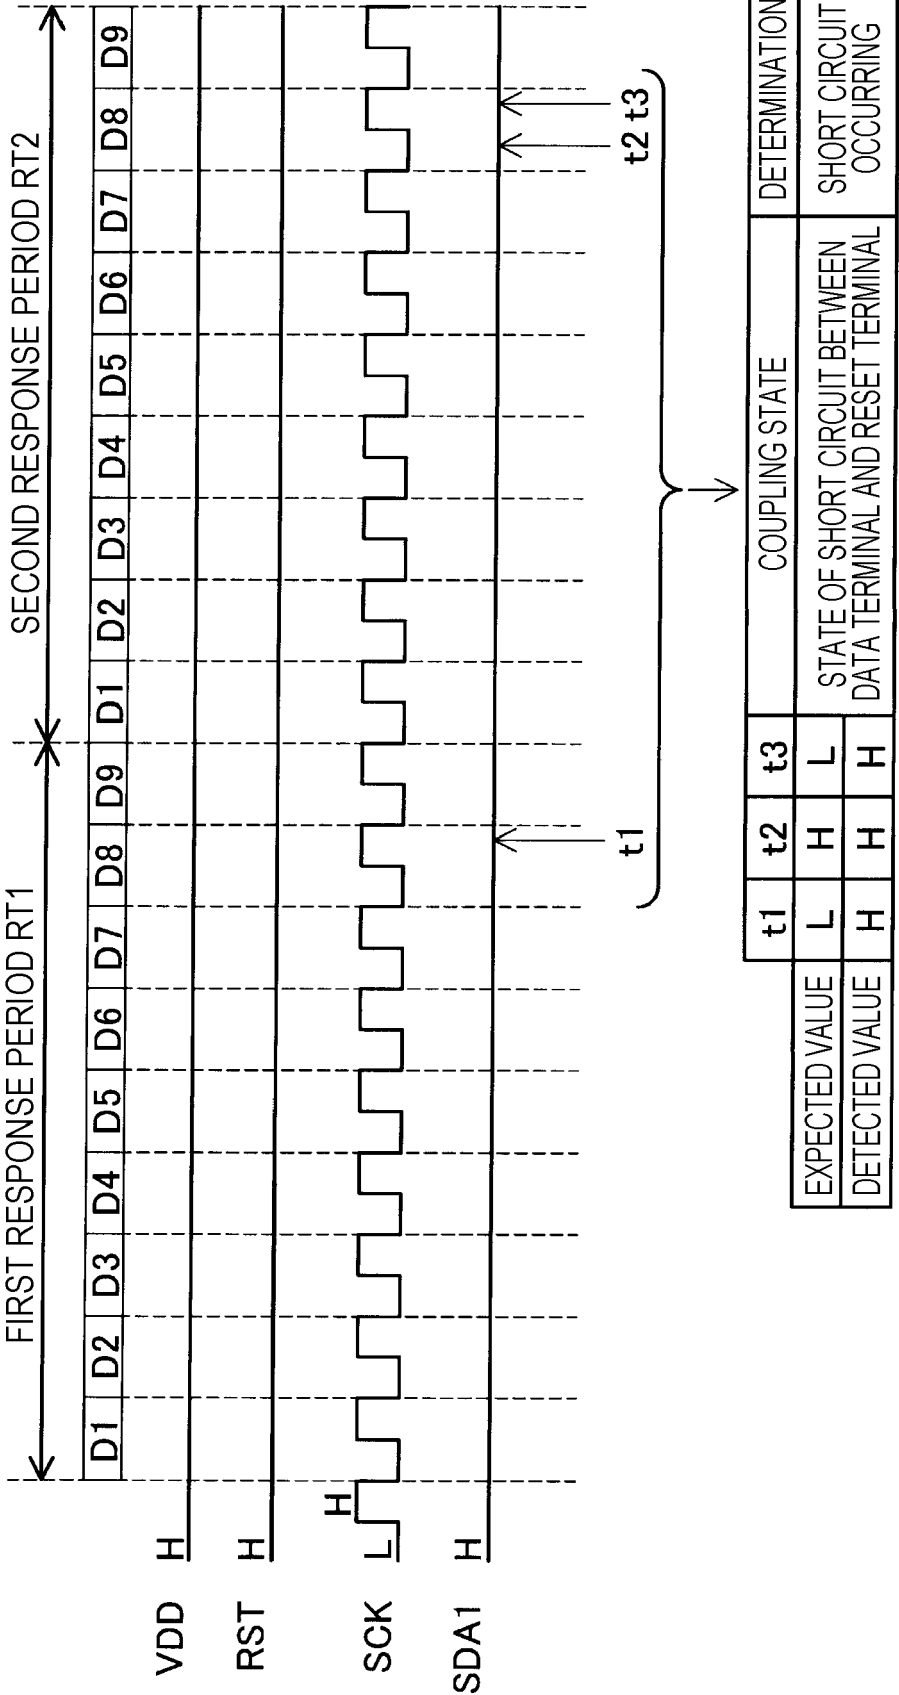 FIRST RESPONSE PERIOD RT1
SECOND RESPONSE PERIOD RT2
D1 D2 D3 D4 D5 D6 D7 D8 D9 D1 D2 D3 D4 D5 D6 D7 D8 D9
VDD H
RST H
SCK L H
SDA1 H
t1 t2 t3
t1 t2 t3 COUPLING STATE DETERMINATION
EXPECTED VALUE L H L
DETECTED VALUE H H H
STATE OF SHORT CIRCUIT BETWEEN
DATA TERMINAL AND RESET TERMINAL
SHORT CIRCUIT
OCCURRING